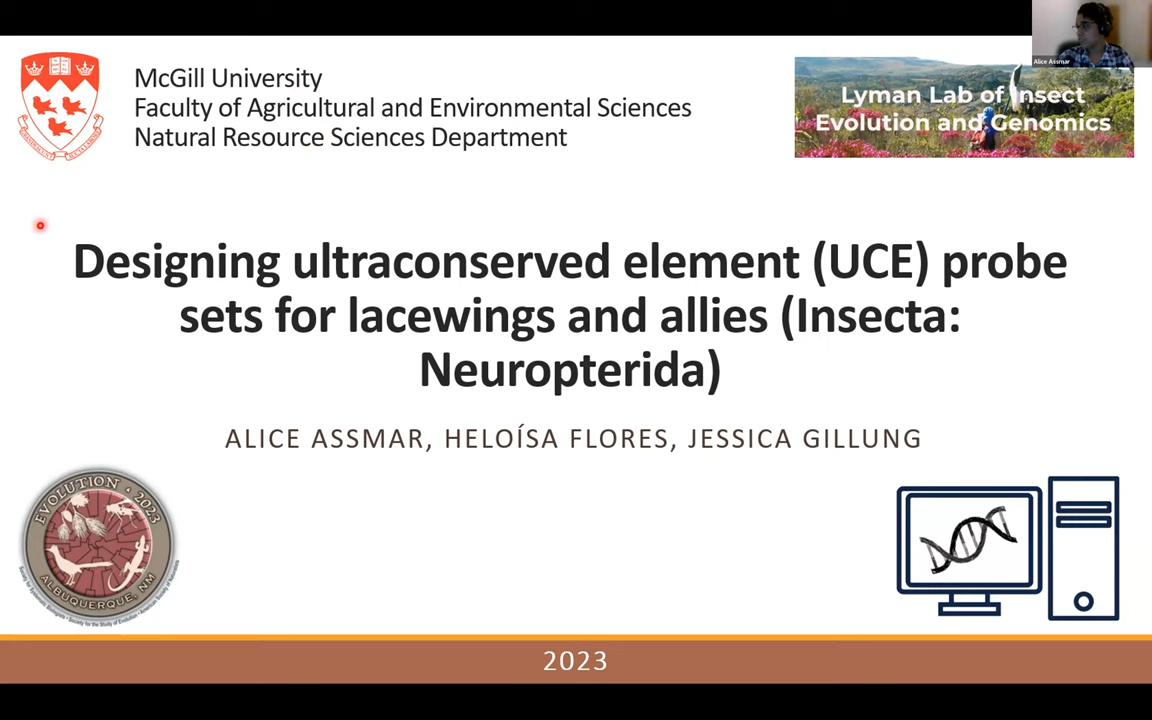 McGill University
Faculty of Agricultural and Environmental Sciences
Natural Resource Sciences Department
Alice Assmar
Lyman Lab of Insect
Evolution and Genomics
Designing ultraconserved element (UCE) probe
sets for lacewings and allies (Insecta:
Neuropterida)
ALICE ASSMAR, HELOÍSA FLORES, JESSICA GILLUNG
EVOLUTION • 2023
ALBUQUERQUE, NM
2023